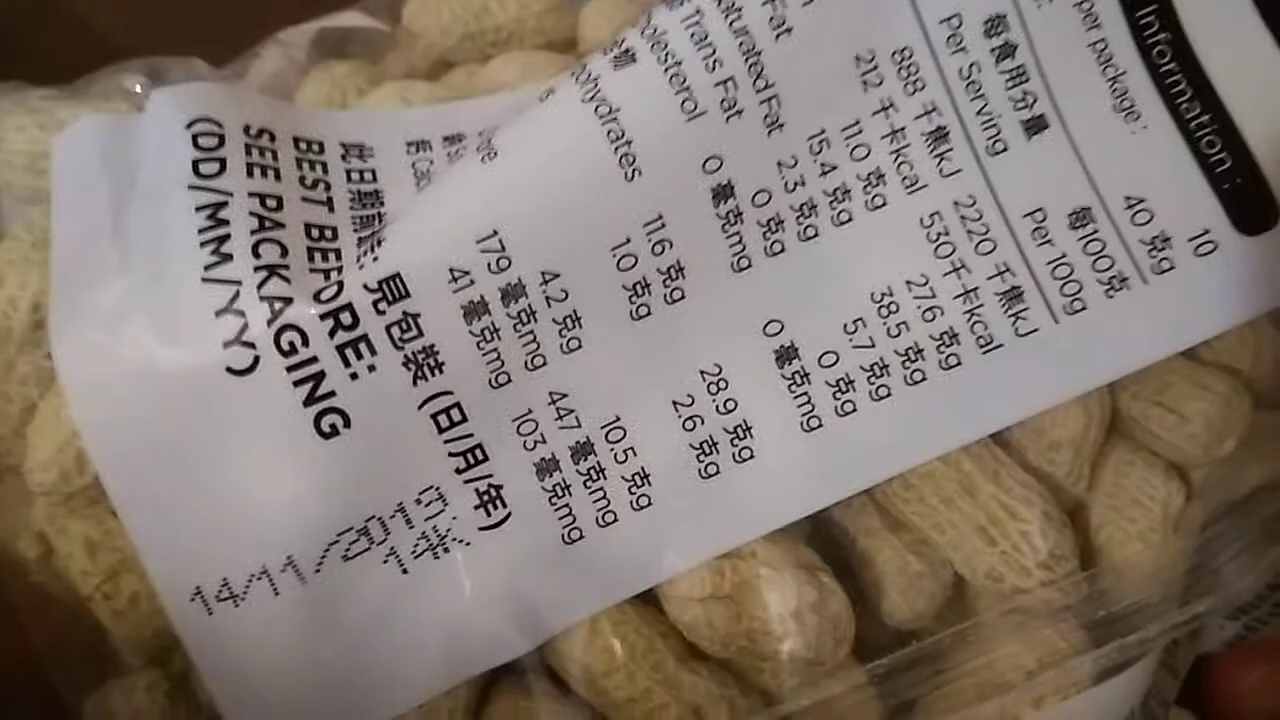 Information :
10
per package : 40 克g
每食用分量 每100克
Per Serving Per 100g
888 千焦kJ 2220 千焦kJ
212 千卡kcal 530千卡kcal
11.0 克g 27.6 克g
Fat 15.4 克g 38.5 克g
aturated Fat 2.3 克g 5.7 克g
Trans Fat 0 克g 0 克g
olesterol 0 毫克mg 0 毫克mg
物
ohydrates 11.6 克g 28.9 克g
1.0 克g 2.6 克g
4.2 克g 10.5 克g
179 毫克mg 447 毫克mg
41 毫克mg 103 毫克mg
此日期前 見包裝 (日/月/年)
BEST BEFORE:
SEE PACKAGING
(DD/MM/YY)